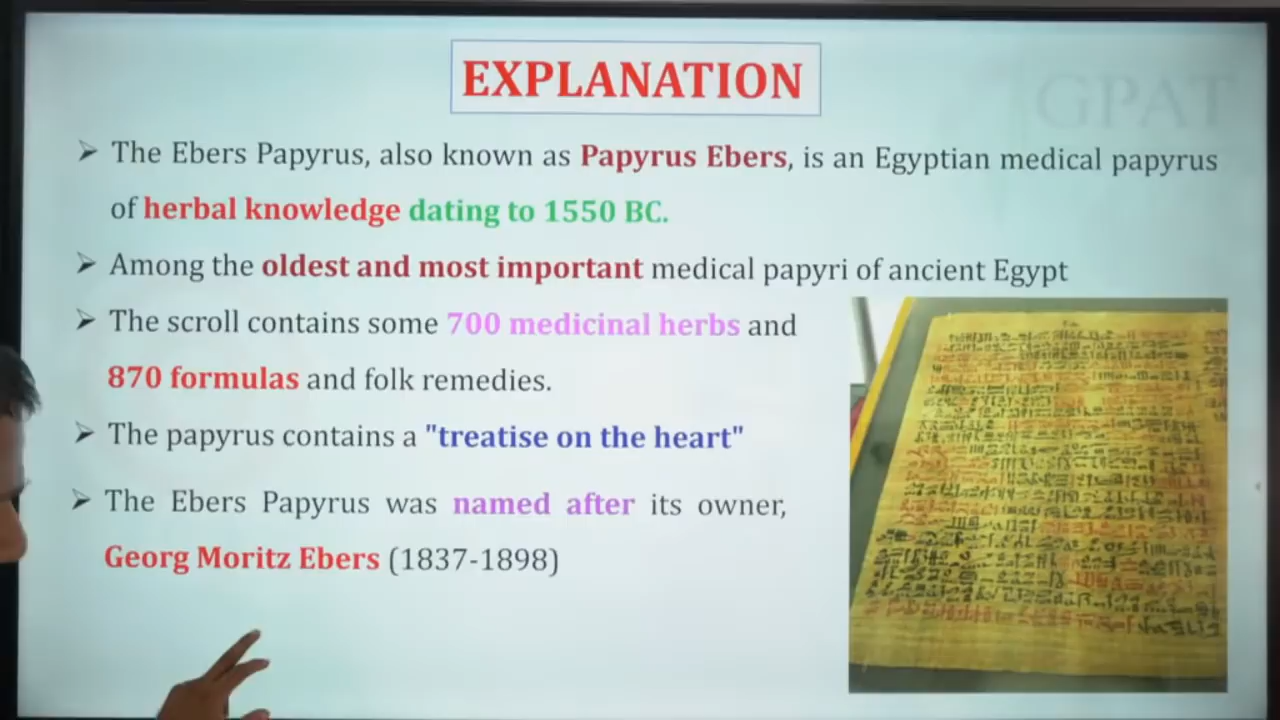 EXPLANATION
GPAT
➢ The Ebers Papyrus, also known as Papyrus Ebers, is an Egyptian medical papyrus
of herbal knowledge dating to 1550 BC.
➢ Among the oldest and most important medical papyri of ancient Egypt
➢ The scroll contains some 700 medicinal herbs and
870 formulas and folk remedies.
➢ The papyrus contains a "treatise on the heart"
➢ The Ebers Papyrus was named after its owner,
Georg Moritz Ebers (1837-1898)